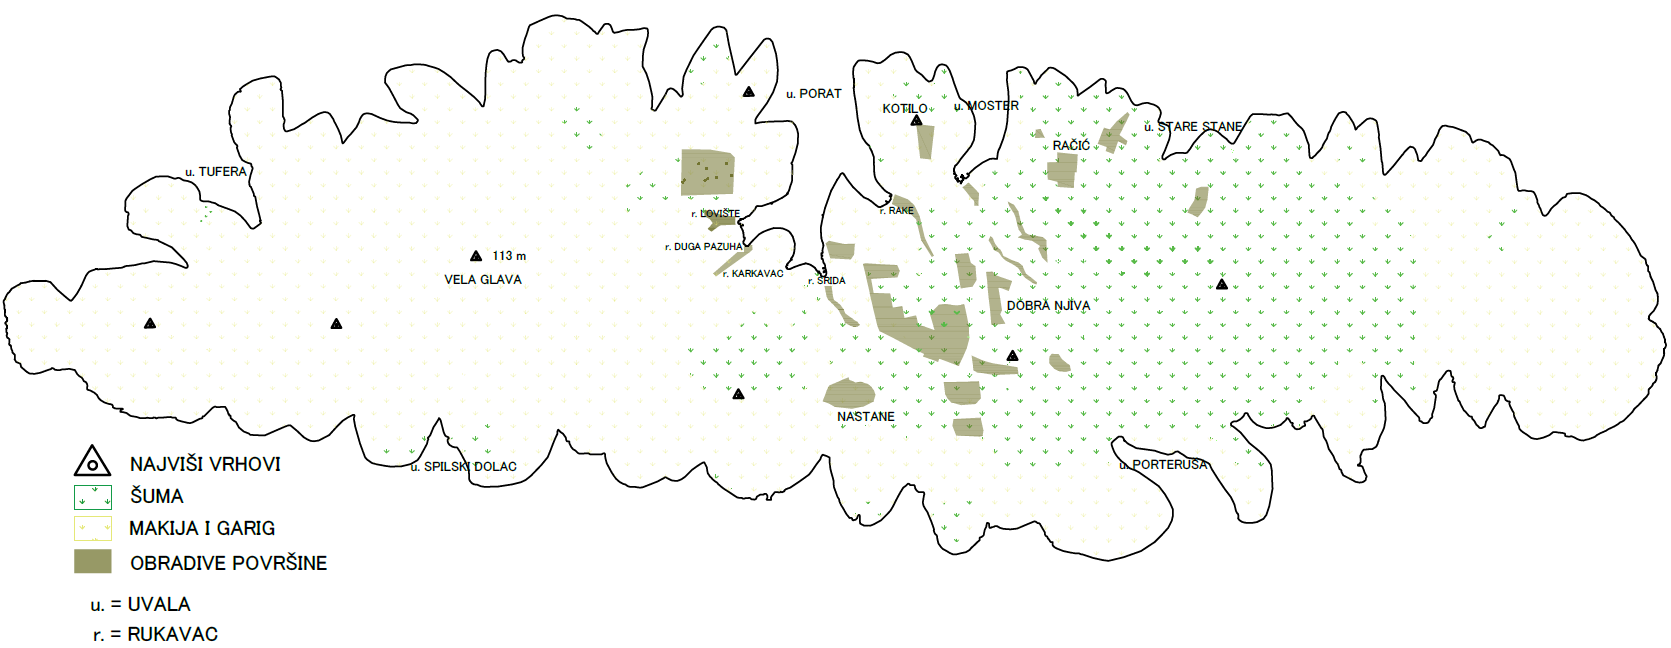 u. PORAT
KOTILO
u. MOSTER
u. STARE STANE
RAČIĆ
u. TUFERA
r. LOVIŠTE
r. RAKE
r. DUGA PAZUHA
113 m
r. KARKAVAC
VELA GLAVA
r. SRIDA
DOBRA NJIVA
NASTANE
u. SPILSKI DOLAC
u. PORTERUSA
NAJVIŠI VRHOVI
ŠUMA
MAKIJA I GARIG
OBRADIVE POVRŠINE
u. = UVALA
r. = RUKAVAC